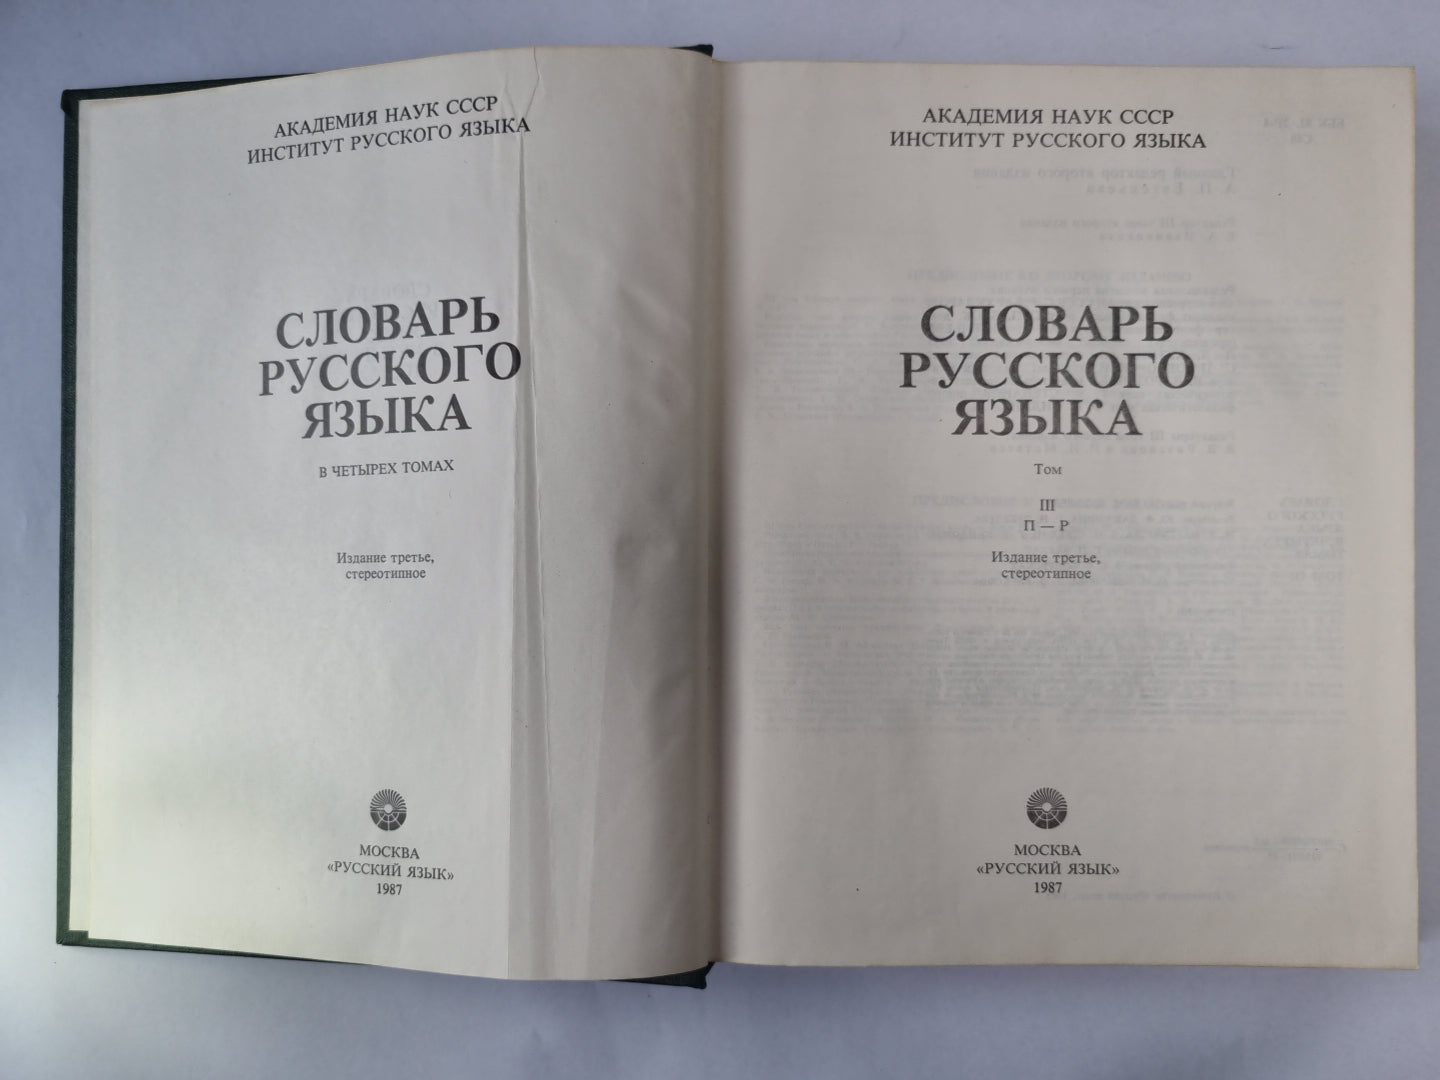 АКАДЕМИЯ НАУК СССР
ИНСТИТУТ РУССКОГО ЯЗЫКА
СЛОВАРЬ
РУССКОГО
ЯЗЫКА
В ЧЕТЫРЕХ ТОМАХ
Издание третье,
стереотипное
МОСКВА
«РУССКИЙ ЯЗЫК»
1987
АКАДЕМИЯ НАУК СССР
ИНСТИТУТ РУССКОГО ЯЗЫКА
СЛОВАРЬ
РУССКОГО
ЯЗЫКА
Том
III
П — Р
Издание третье,
стереотипное
МОСКВА
«РУССКИЙ ЯЗЫК»
1987